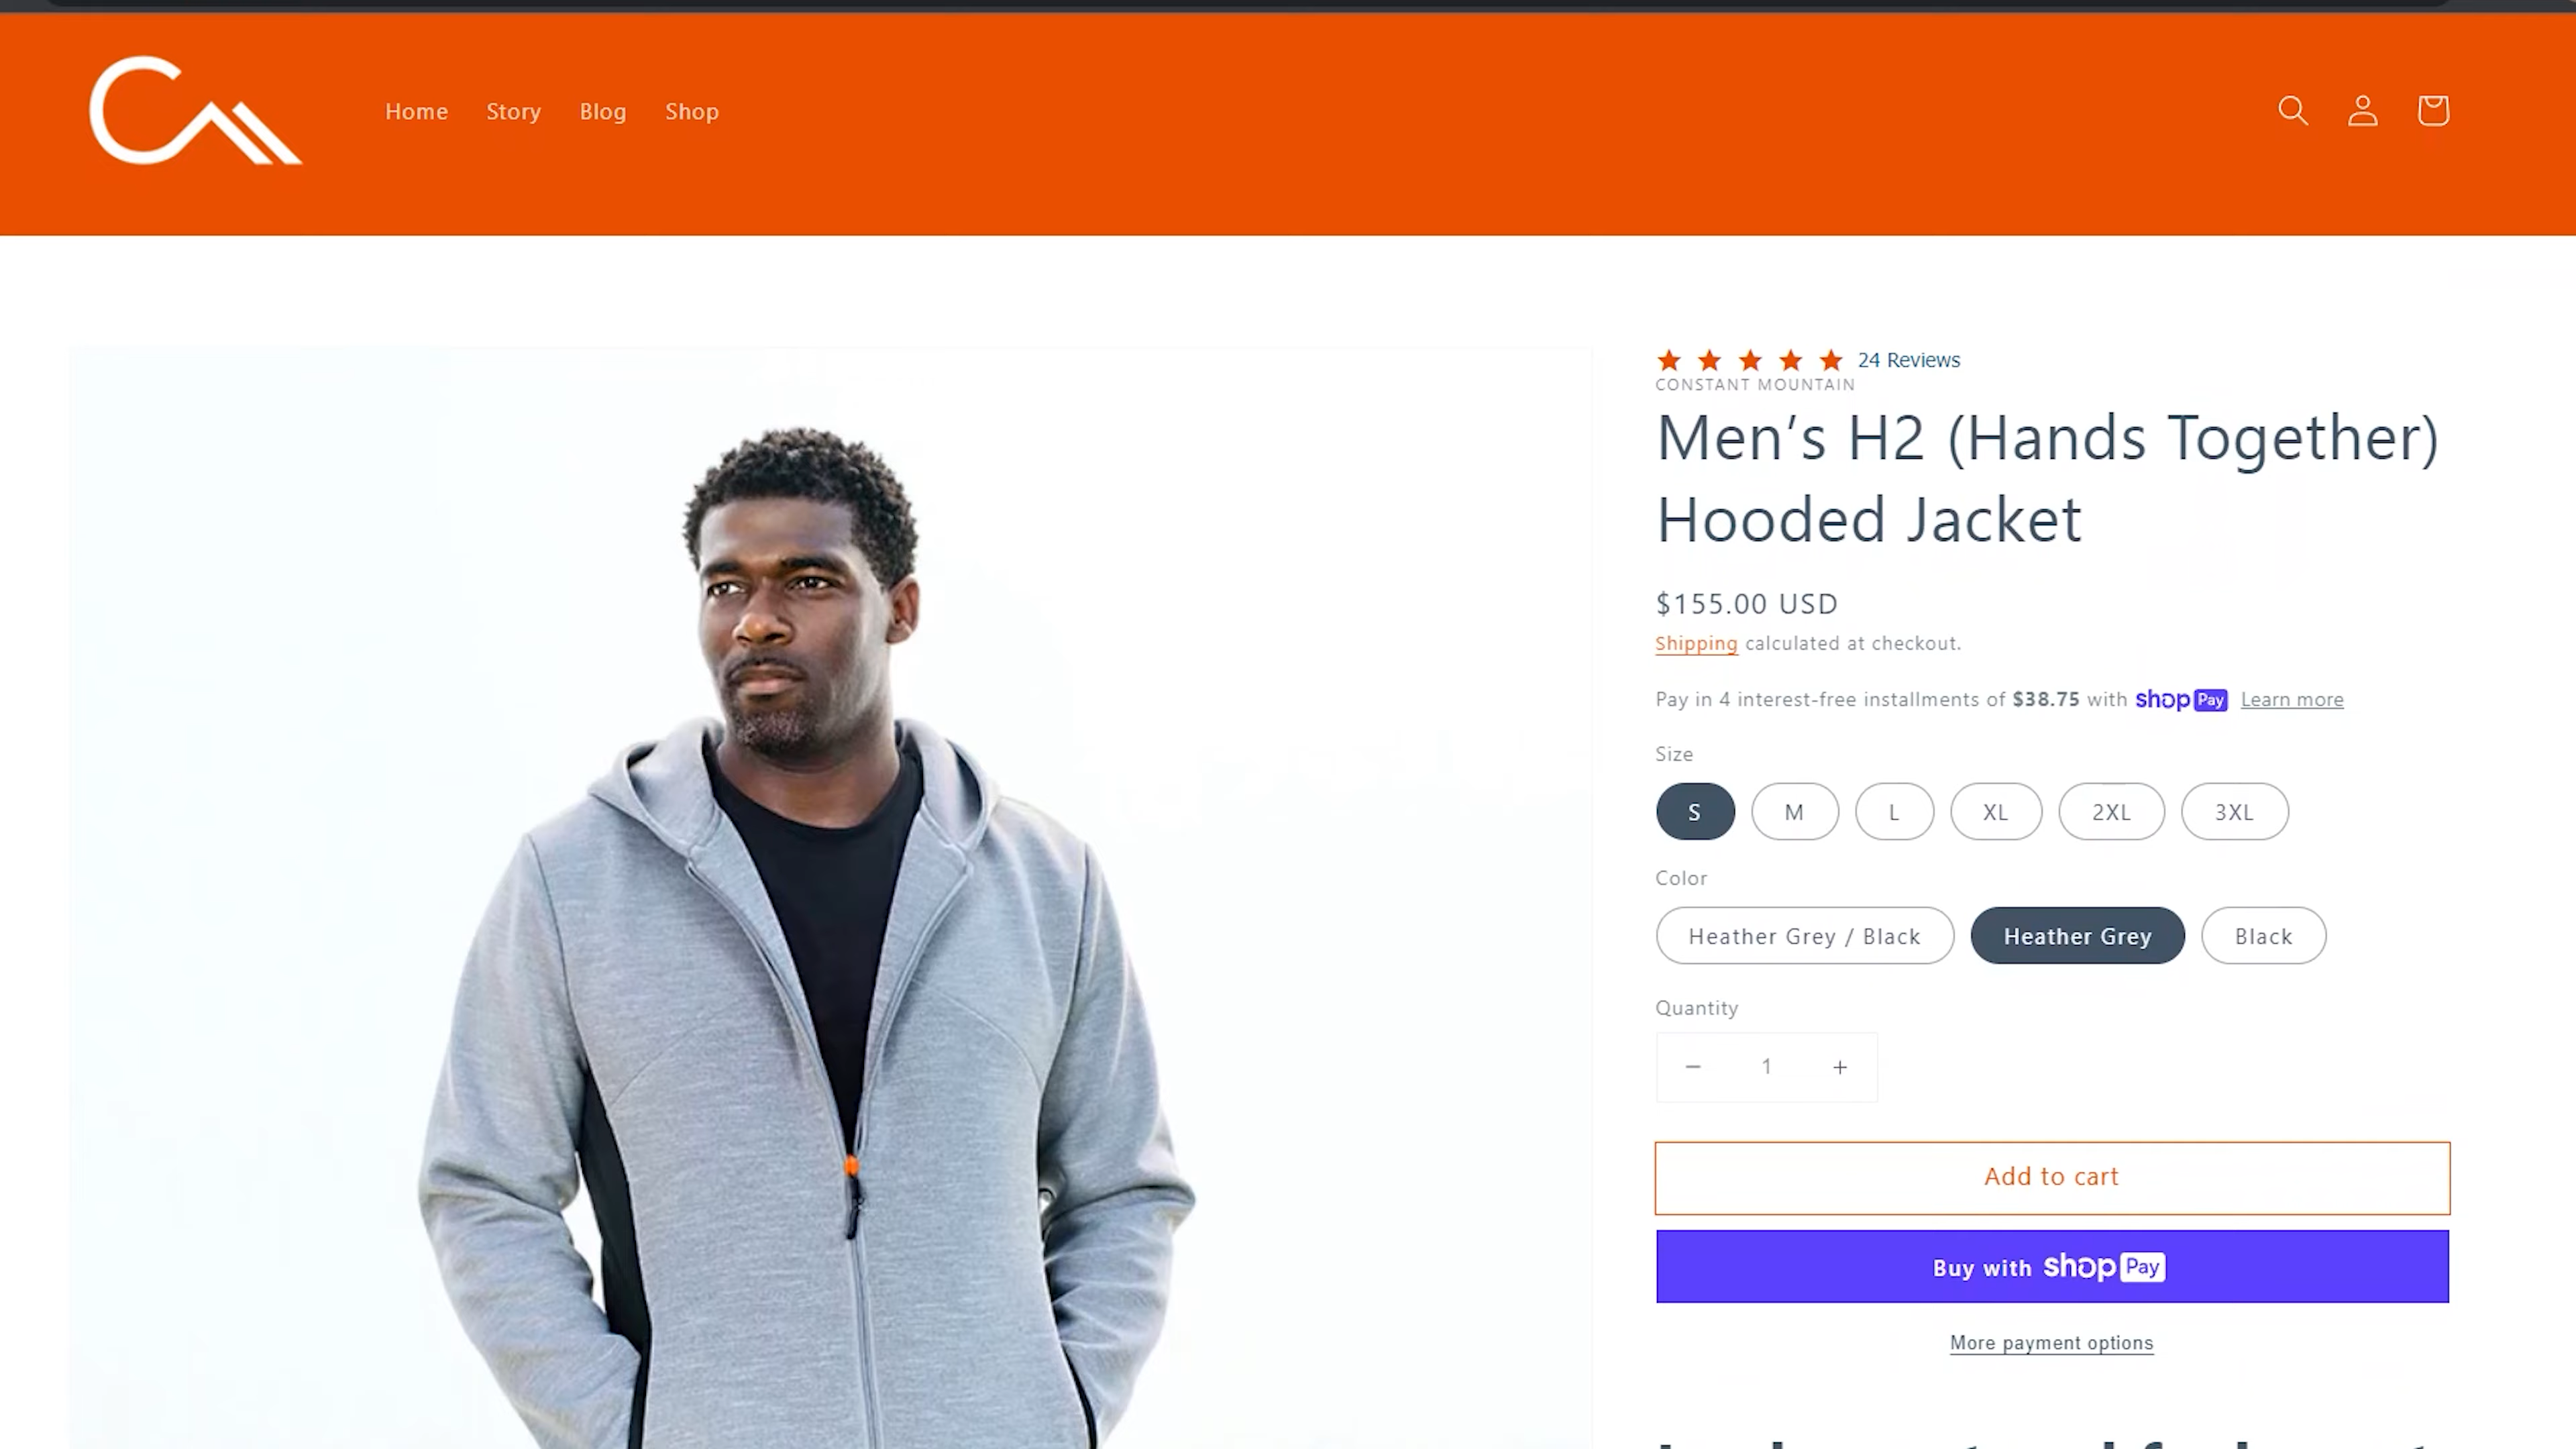 Home Story Blog Shop
24 Reviews
CONSTANT MOUNTAIN
Men's H2 (Hands Together)
Hooded Jacket
$155.00 USD
Shipping calculated at checkout.
Pay in 4 interest-free installments of $38.75 with shop Pay Learn more
Size
S M L XL 2XL 3XL
Color
Heather Grey / Black Heather Grey Black
Quantity
− 1 +
Add to cart
Buy with shop Pay
More payment options